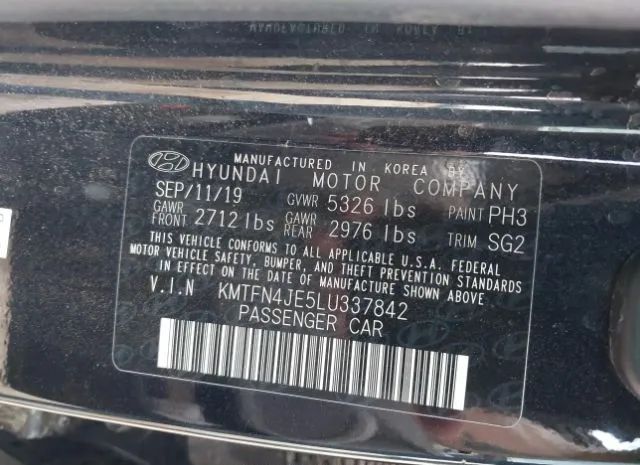 MANUFACTURED IN KOREA BY
HYUNDAI MOTOR COMPANY
SEP/11/19 GVWR 5326 lbs PAINT PH3
GAWR FRONT 2712 lbs GAWR REAR 2976 lbs TRIM SG2
THIS VEHICLE CONFORMS TO ALL APPLICABLE U.S.A. FEDERAL
MOTOR VEHICLE SAFETY, BUMPER, AND THEFT PREVENTION
STANDARDS IN EFFECT ON THE DATE OF MANUFACTURE SHOWN ABOVE
V.I.N KMTFN4JE5LU337842
PASSENGER CAR